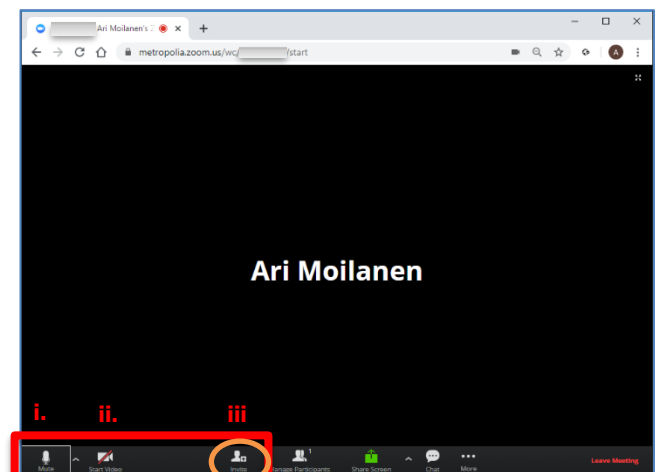 Ari Moilanen's Z
metropolia.zoom.us/wc/ /start
A
Ari Moilanen
i. ii. iii
1
Mute Start Video Invite Manage Participants Share Screen Chat More Leave Meeting